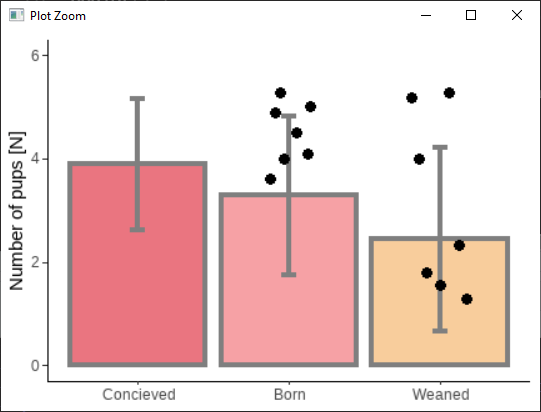 Plot Zoom
Number of pups [N]
6
4
2
0
Concieved Born Weaned